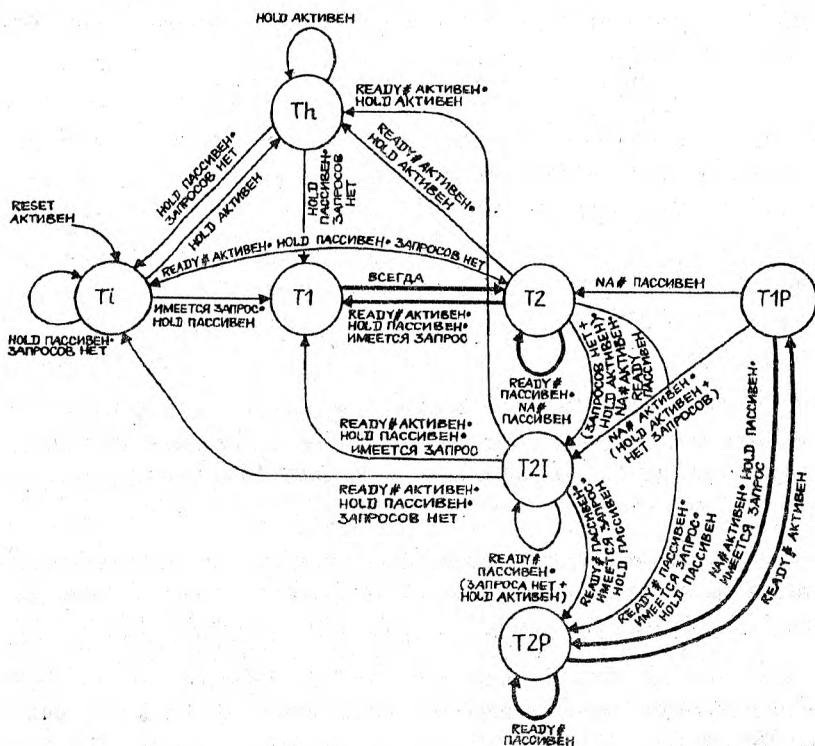 HOLD АКТИВЕН
Th
READY# АКТИВЕН•
HOLD АКТИВЕН
READY# АКТИВЕН•
HOLD АКТИВЕН
HOLD ПАССИВЕН•
ЗАПРОСОВ НЕТ
HOLD АКТИВЕН
HOLD
ПАССИВЕН•
ЗАПРОСОВ
НЕТ
RESET
АКТИВЕН
READY# АКТИВЕН• HOLD ПАССИВЕН• ЗАПРОСОВ НЕТ
Ti
ИМЕЕТСЯ ЗАПРОС•
HOLD ПАССИВЕН
T1
ВСЕГДА
READY# АКТИВЕН•
HOLD ПАССИВЕН•
ИМЕЕТСЯ ЗАПРОС
T2
NA# ПАССИВЕН
T1P
HOLD ПАССИВЕН•
ЗАПРОСОВ НЕТ
READY#
ПАССИВЕН•
NA#
ПАССИВЕН
(ЗАПРОСОВ НЕТ+
HOLD АКТИВЕН)•
NA# АКТИВЕН•
READY
ПАССИВЕН
NA# АКТИВЕН•
(HOLD АКТИВЕН+
НЕТ ЗАПРОСОВ)
READY# АКТИВЕН•
HOLD ПАССИВЕН•
ИМЕЕТСЯ ЗАПРОС
T2I
READY# АКТИВЕН•
HOLD ПАССИВЕН•
ЗАПРОСОВ НЕТ
READY#
ПАССИВЕН•
(ЗАПРОСА НЕТ+
HOLD АКТИВЕН)
READY# ПАССИВЕН•
ИМЕЕТСЯ ЗАПРОС•
HOLD ПАССИВЕН
READY# ПАССИВЕН•
ИМЕЕТСЯ ЗАПРОС•
HOLD ПАССИВЕН
NA# АКТИВЕН• HOLD ПАССИВЕН•
ИМЕЕТСЯ ЗАПРОС
READY# АКТИВЕН
T2P
READY#
ПАССИВЕН